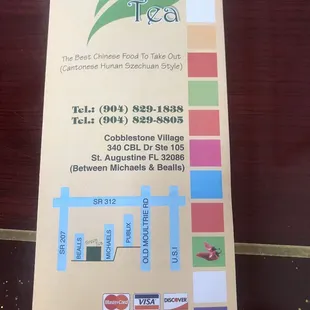 Tea
The Best Chinese Food To Take Out
(Cantonese Hunan Szechuan Style)
Tel.: (904) 829-1838
Tel.: (904) 829-8805
Cobblestone Village
340 CBL Dr Ste 105
St. Augustine FL 32086
(Between Michaels & Bealls)
SR 312
SR 207
BEALLS
MICHAELS
PUBLIX
OLD MOULTRIE RD
U.S.I
MasterCard
VISA
DISCOVER